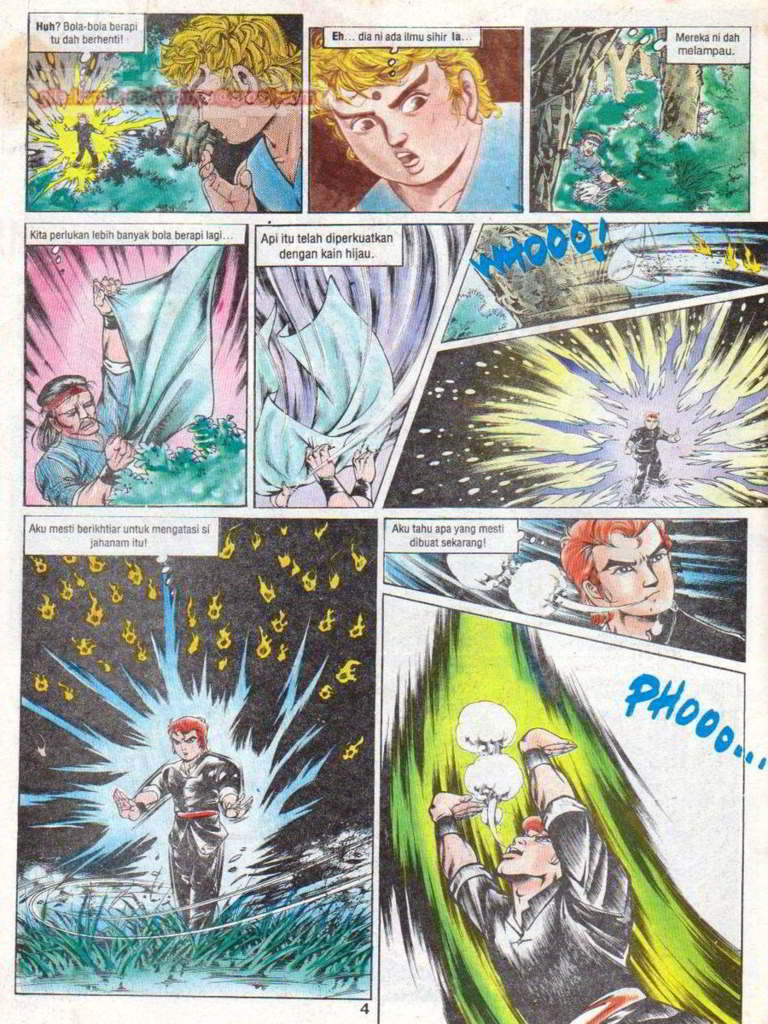 Huh? Bola-bola berapi
tu dah berhenti!
Eh... dia ni ada ilmu sihir la...
Mereka ni dah
melampau.
Kita perlukan lebih banyak bola berapi lagi...
Api itu telah diperkuatkan
dengan kain hijau.
WHOOO!
Aku mesti berikhtiar untuk mengatasi si
jahanam itu!
Aku tahu apa yang mesti
dibuat sekarang!
PHOOO...
4